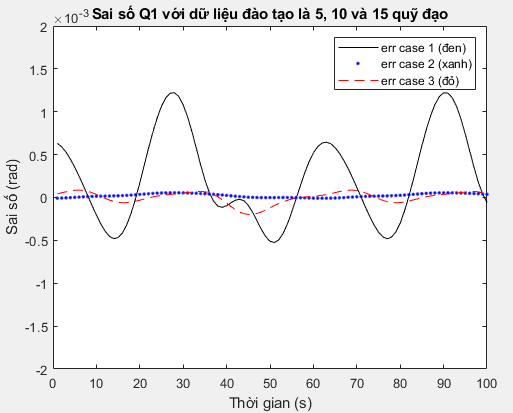 Sai số Q1 với dữ liệu đào tạo là 5, 10 và 15 quỹ đạo
×10⁻³
err case 1 (đen)
err case 2 (xanh)
err case 3 (đỏ)
2
1.5
1
0.5
0
-0.5
-1
-1.5
-2
Sai số (rad)
0 10 20 30 40 50 60 70 80 90 100
Thời gian (s)